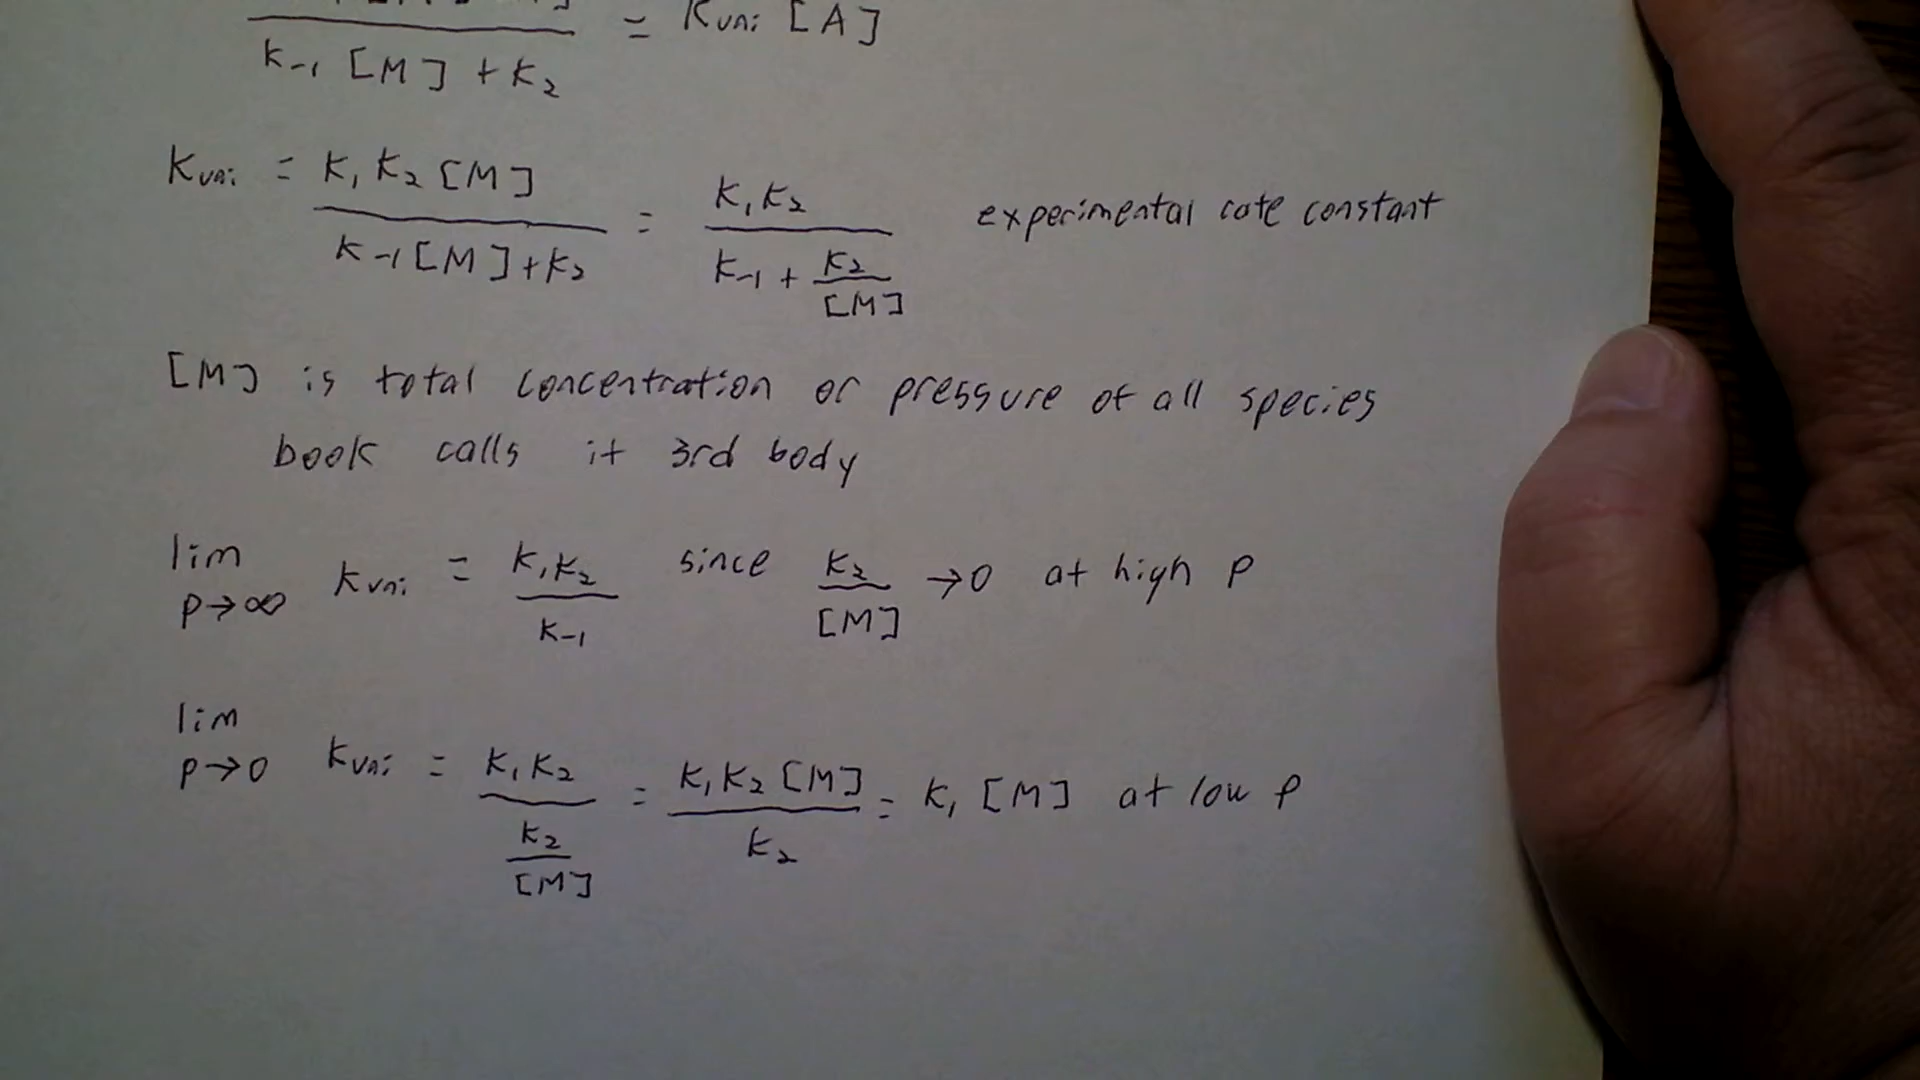 k-1 [M] + k2 = kuni [A]
kuni = k1 k2 [M] / k-1 [M] + k2 = k1 k2 / k-1 + k2 / [M] experimental rate constant
[M] is total concentration or pressure of all species
book calls it 3rd body
lim p→∞ kuni = k1 k2 / k-1 since k2 / [M] →0 at high p
lim p→0 kuni = k1 k2 / k2 / [M] = k1 k2 [M] / k2 = k1 [M] at low p